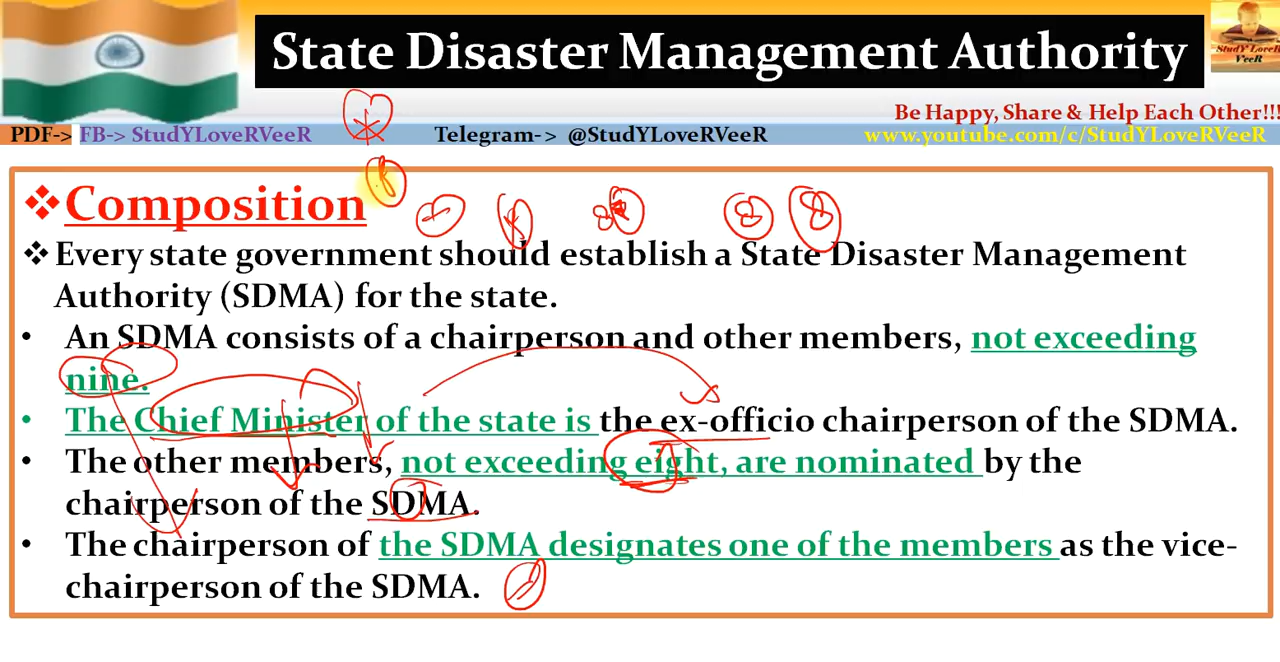 State Disaster Management Authority
StudY LoveR
VeeR
Be Happy, Share & Help Each Other!!!
PDF-> FB-> StudYLoveRVeeR Telegram-> @StudYLoveRVeeR www.youtube.com/c/StudYLoveRVeeR
❖Composition
❖Every state government should establish a State Disaster Management
Authority (SDMA) for the state.
• An SDMA consists of a chairperson and other members, not exceeding
nine.
• The Chief Minister of the state is the ex-officio chairperson of the SDMA.
• The other members, not exceeding eight, are nominated by the
chairperson of the SDMA.
• The chairperson of the SDMA designates one of the members as the vice-
chairperson of the SDMA.